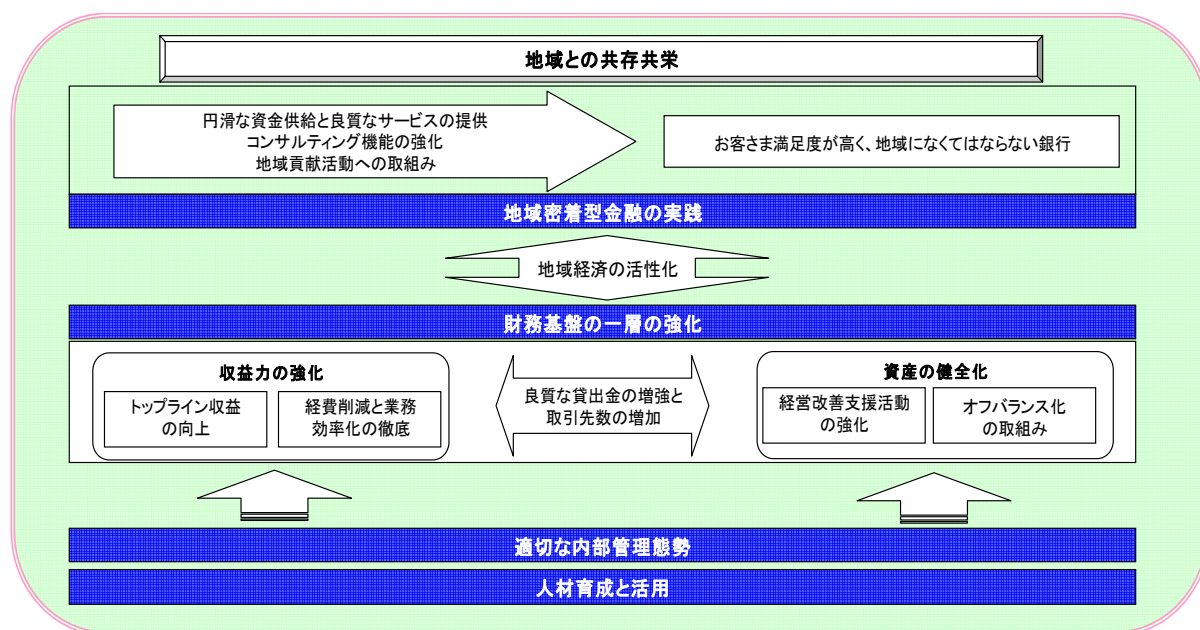 地域との共存共栄
円滑な資金供給と良質なサービスの提供
コンサルティング機能の強化
地域貢献活動への取組み
お客さま満足度が高く、地域になくてはならない銀行
地域密着型金融の実践
地域経済の活性化
財務基盤の一層の強化
収益力の強化
トップライン収益
の向上
経費削減と業務
効率化の徹底
良質な貸出金の増強と
取引先数の増加
資産の健全化
経営改善支援活動
の強化
オフバランス化
の取組み
適切な内部管理態勢
人材育成と活用